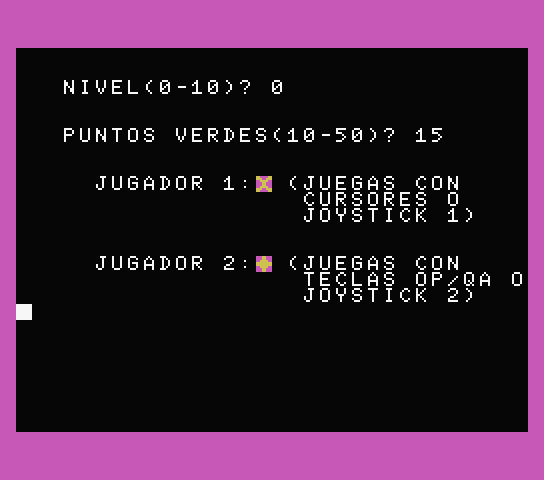 NIVEL(0-10)? 0
PUNTOS VERDES(10-50)? 15
JUGADOR 1: (JUEGAS CON
CURSORES O
JOYSTICK 1)
JUGADOR 2: (JUEGAS CON
TECLAS OP/QA O
JOYSTICK 2)